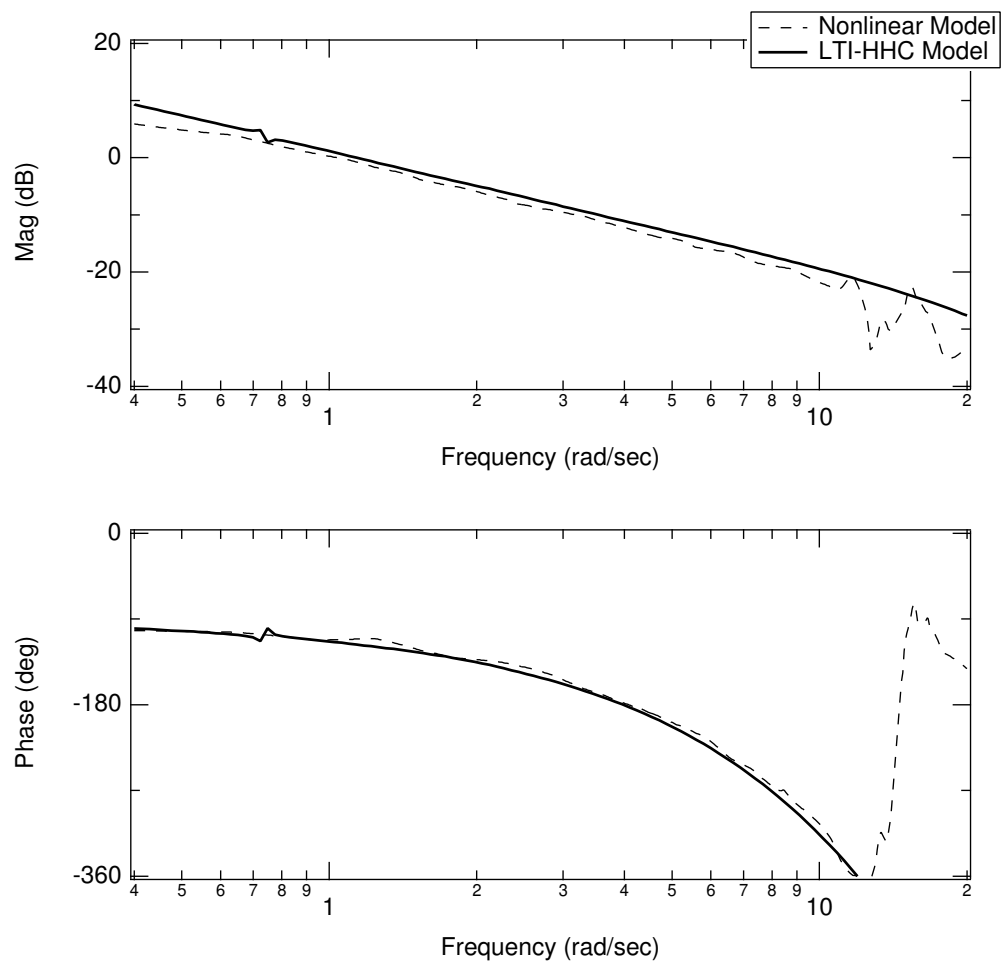 Nonlinear Model
LTI-HHC Model
20
0
-20
-40
Mag (dB)
4 5 6 7 8 9 1 2 3 4 5 6 7 8 9 10 2
Frequency (rad/sec)
0
-180
-360
Phase (deg)
4 5 6 7 8 9 1 2 3 4 5 6 7 8 9 10 2
Frequency (rad/sec)